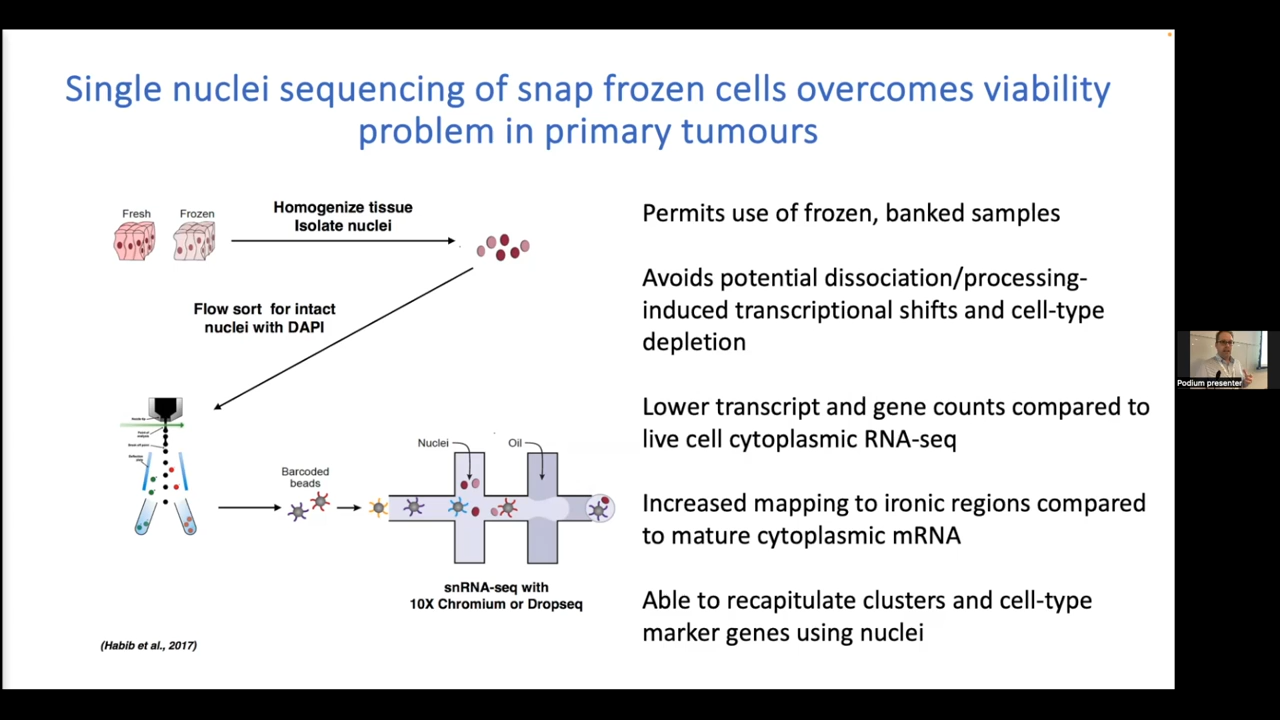 Single nuclei sequencing of snap frozen cells overcomes viability
problem in primary tumours
Fresh
Frozen
Homogenize tissue
Isolate nuclei
Flow sort for intact
nuclei with DAPI
Barcoded
beads
Nuclei
Oil
snRNA-seq with
10X Chromium or Dropseq
(Habib et al., 2017)
Permits use of frozen, banked samples
Avoids potential dissociation/processing-
induced transcriptional shifts and cell-type
depletion
Lower transcript and gene counts compared to
live cell cytoplasmic RNA-seq
Increased mapping to ironic regions compared
to mature cytoplasmic mRNA
Able to recapitulate clusters and cell-type
marker genes using nuclei
Podium presenter